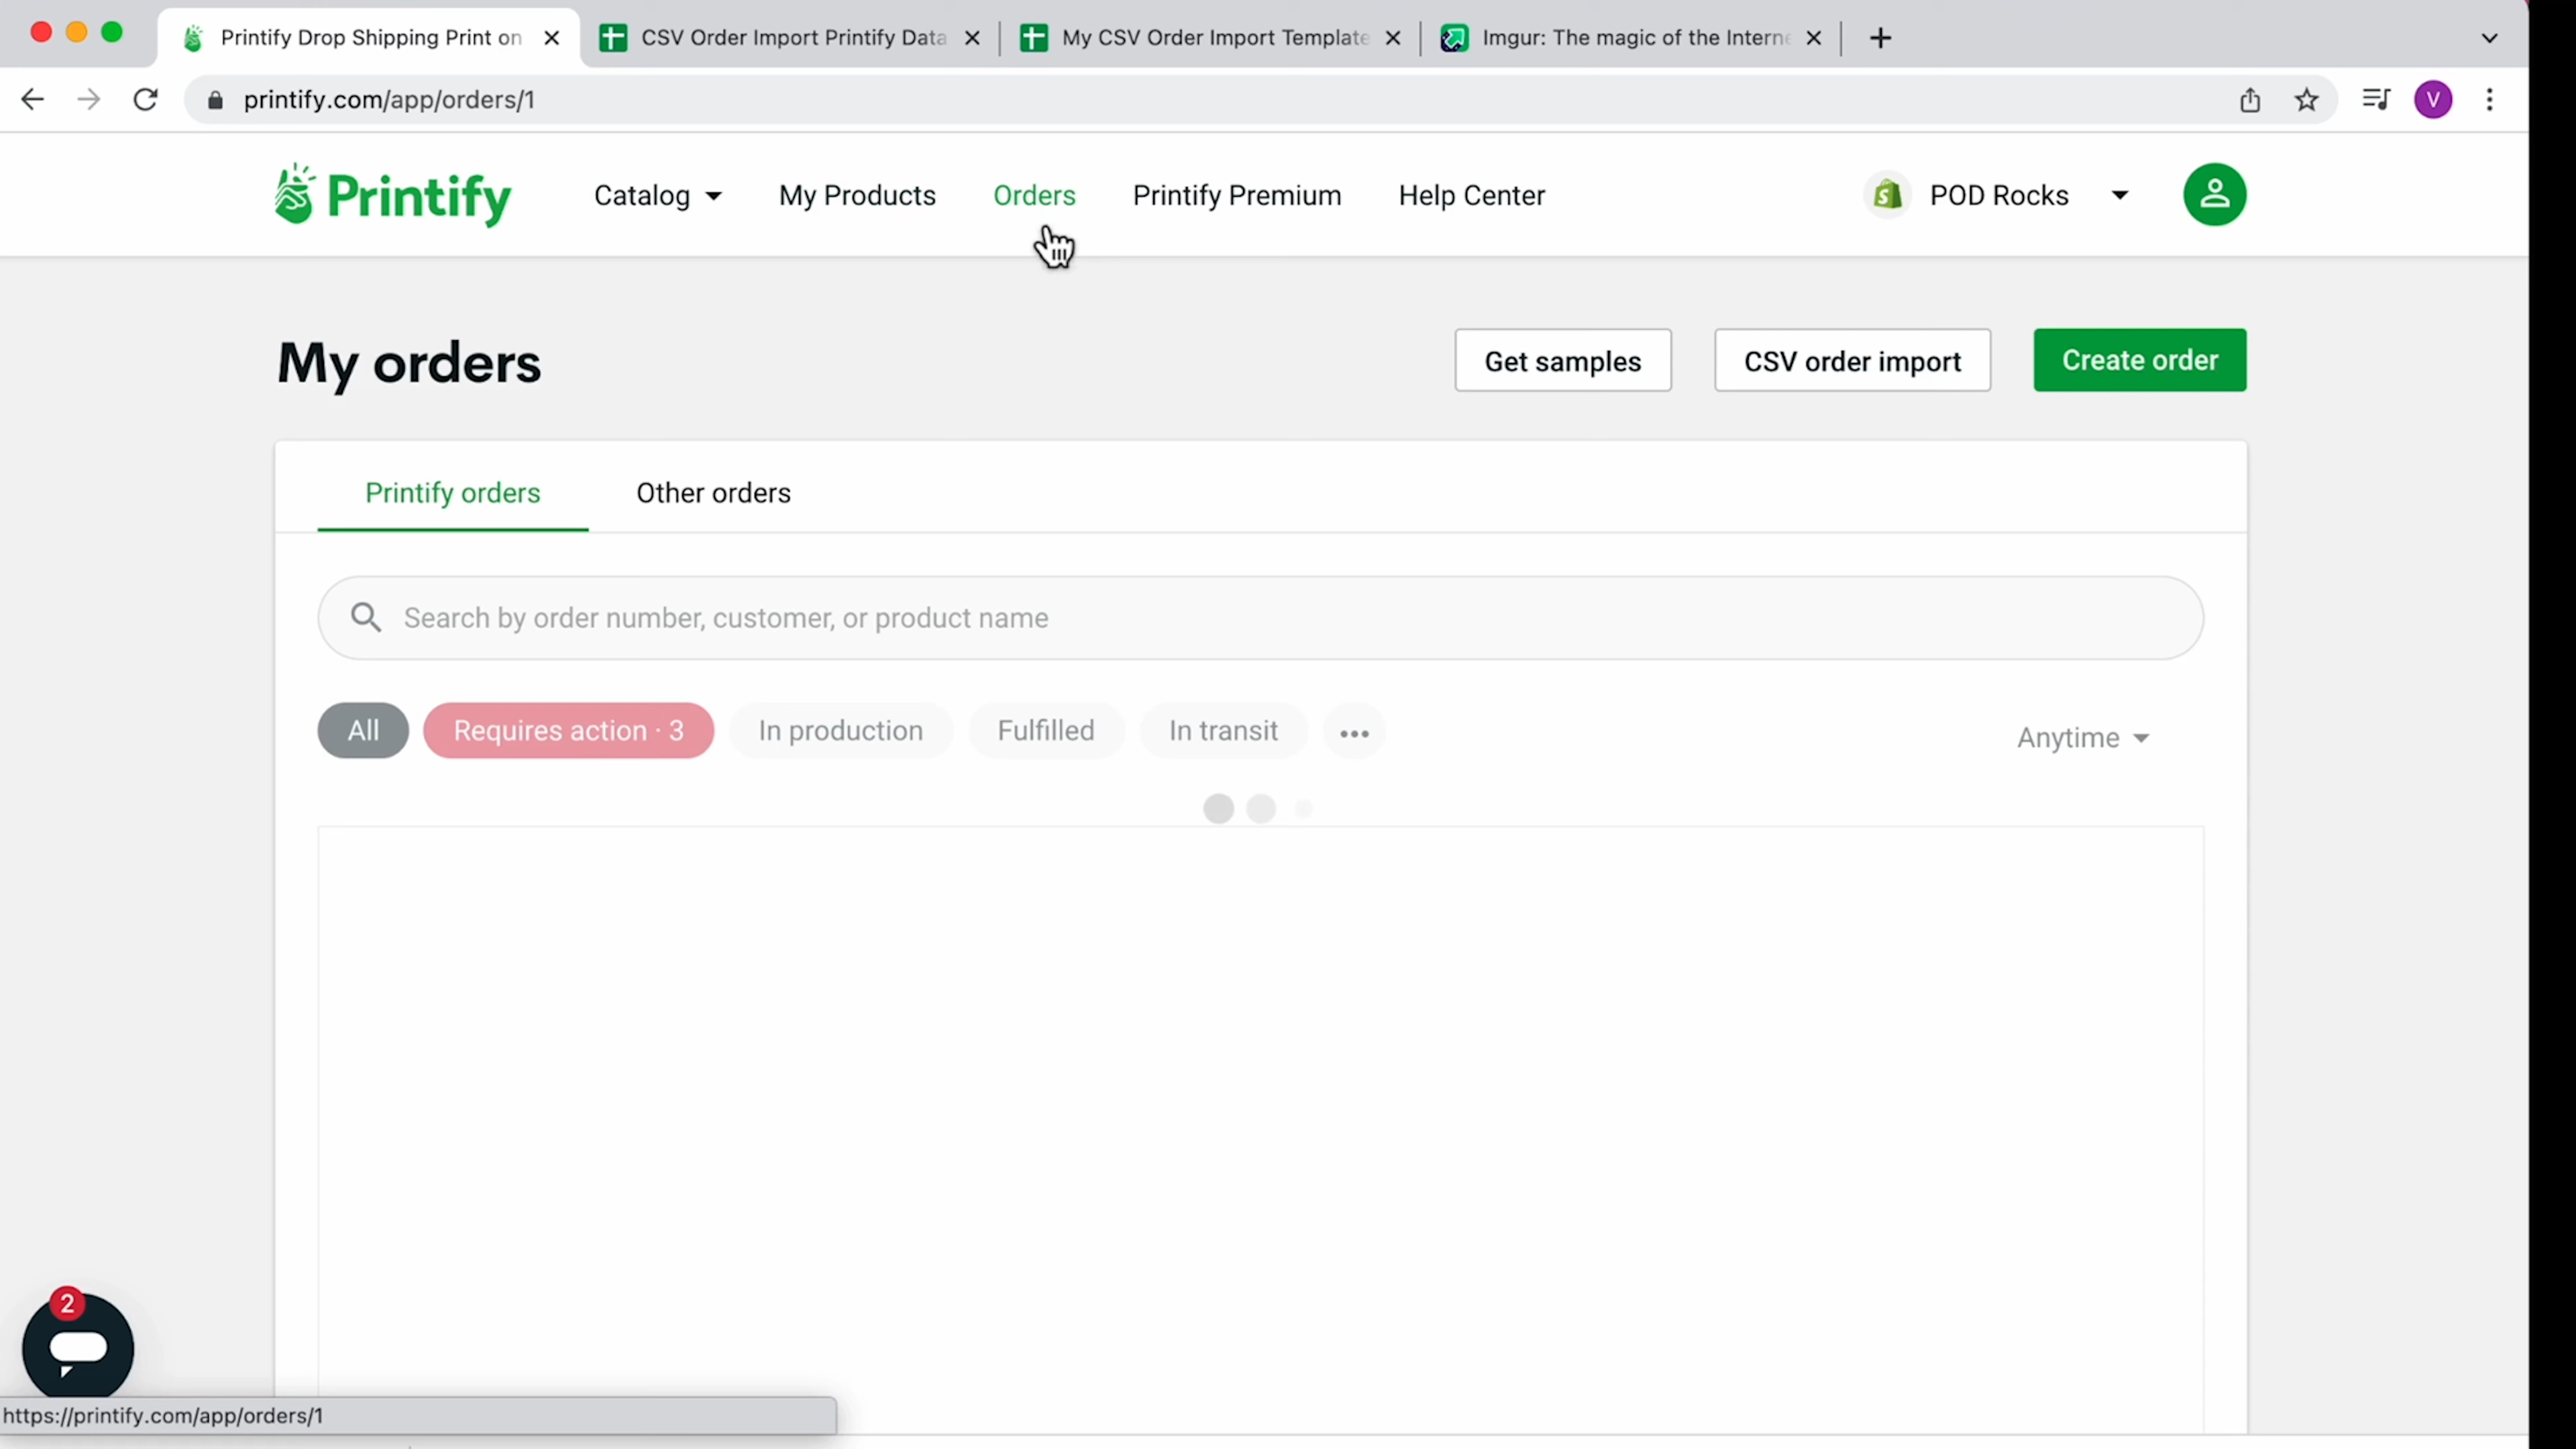 Printify Drop Shipping Print on
CSV Order Import Printify Data
My CSV Order Import Template
Imgur: The magic of the Interne
printify.com/app/orders/1
V
Printify
Catalog
My Products
Orders
Printify Premium
Help Center
POD Rocks
My orders
Get samples
CSV order import
Create order
Printify orders
Other orders
Search by order number, customer, or product name
All
Requires action · 3
In production
Fulfilled
In transit
Anytime
2
https://printify.com/app/orders/1